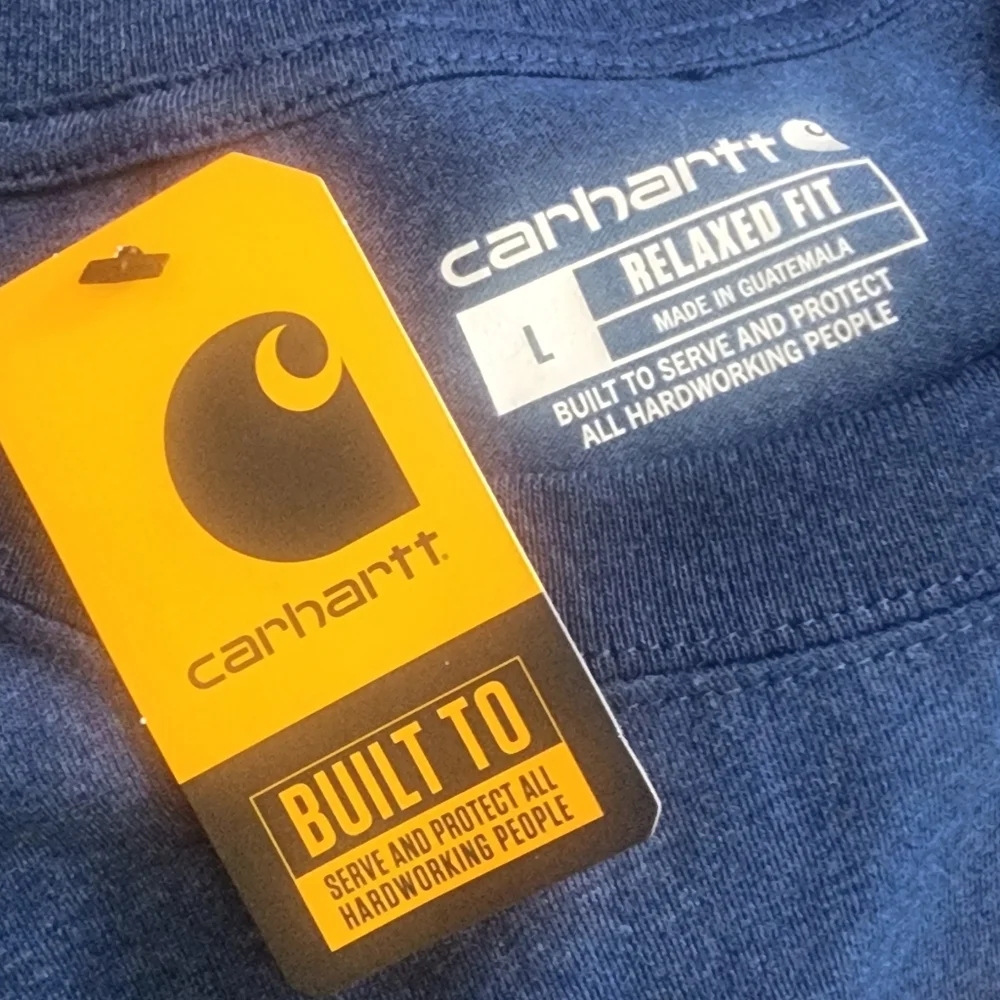 carhartt
RELAXED FIT
L
MADE IN GUATEMALA
BUILT TO SERVE AND PROTECT
ALL HARDWORKING PEOPLE
carhartt.
BUILT TO
SERVE AND PROTECT ALL
HARDWORKING PEOPLE